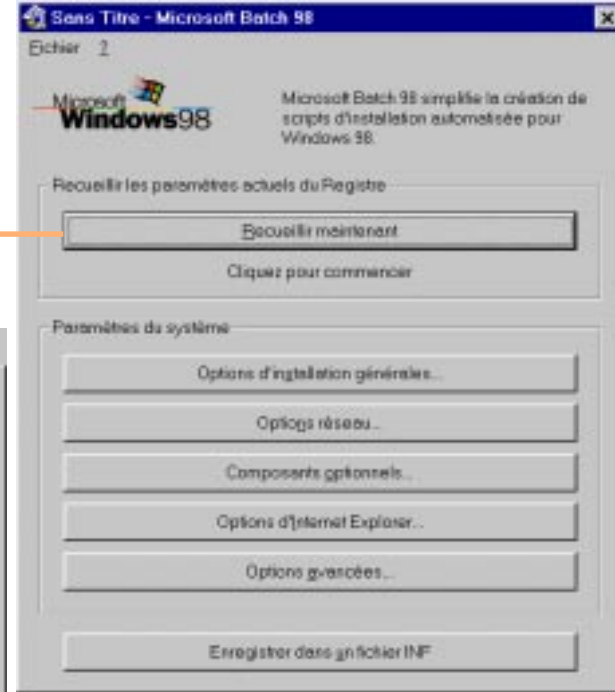 Sans Titre - Microsoft Batch 98
Fichier ?
Microsoft
Windows98
Microsoft Batch 98 simplifie la création de
scripts d'installation automatisée pour
Windows 98.
Recueillir les paramètres actuels du Registre
Recueillir maintenant
Cliquez pour commencer
Paramètres du système
Options d'installation générales...
Options réseau...
Composants optionnels...
Options d'Internet Explorer...
Options avancées...
Enregistrer dans un fichier INF